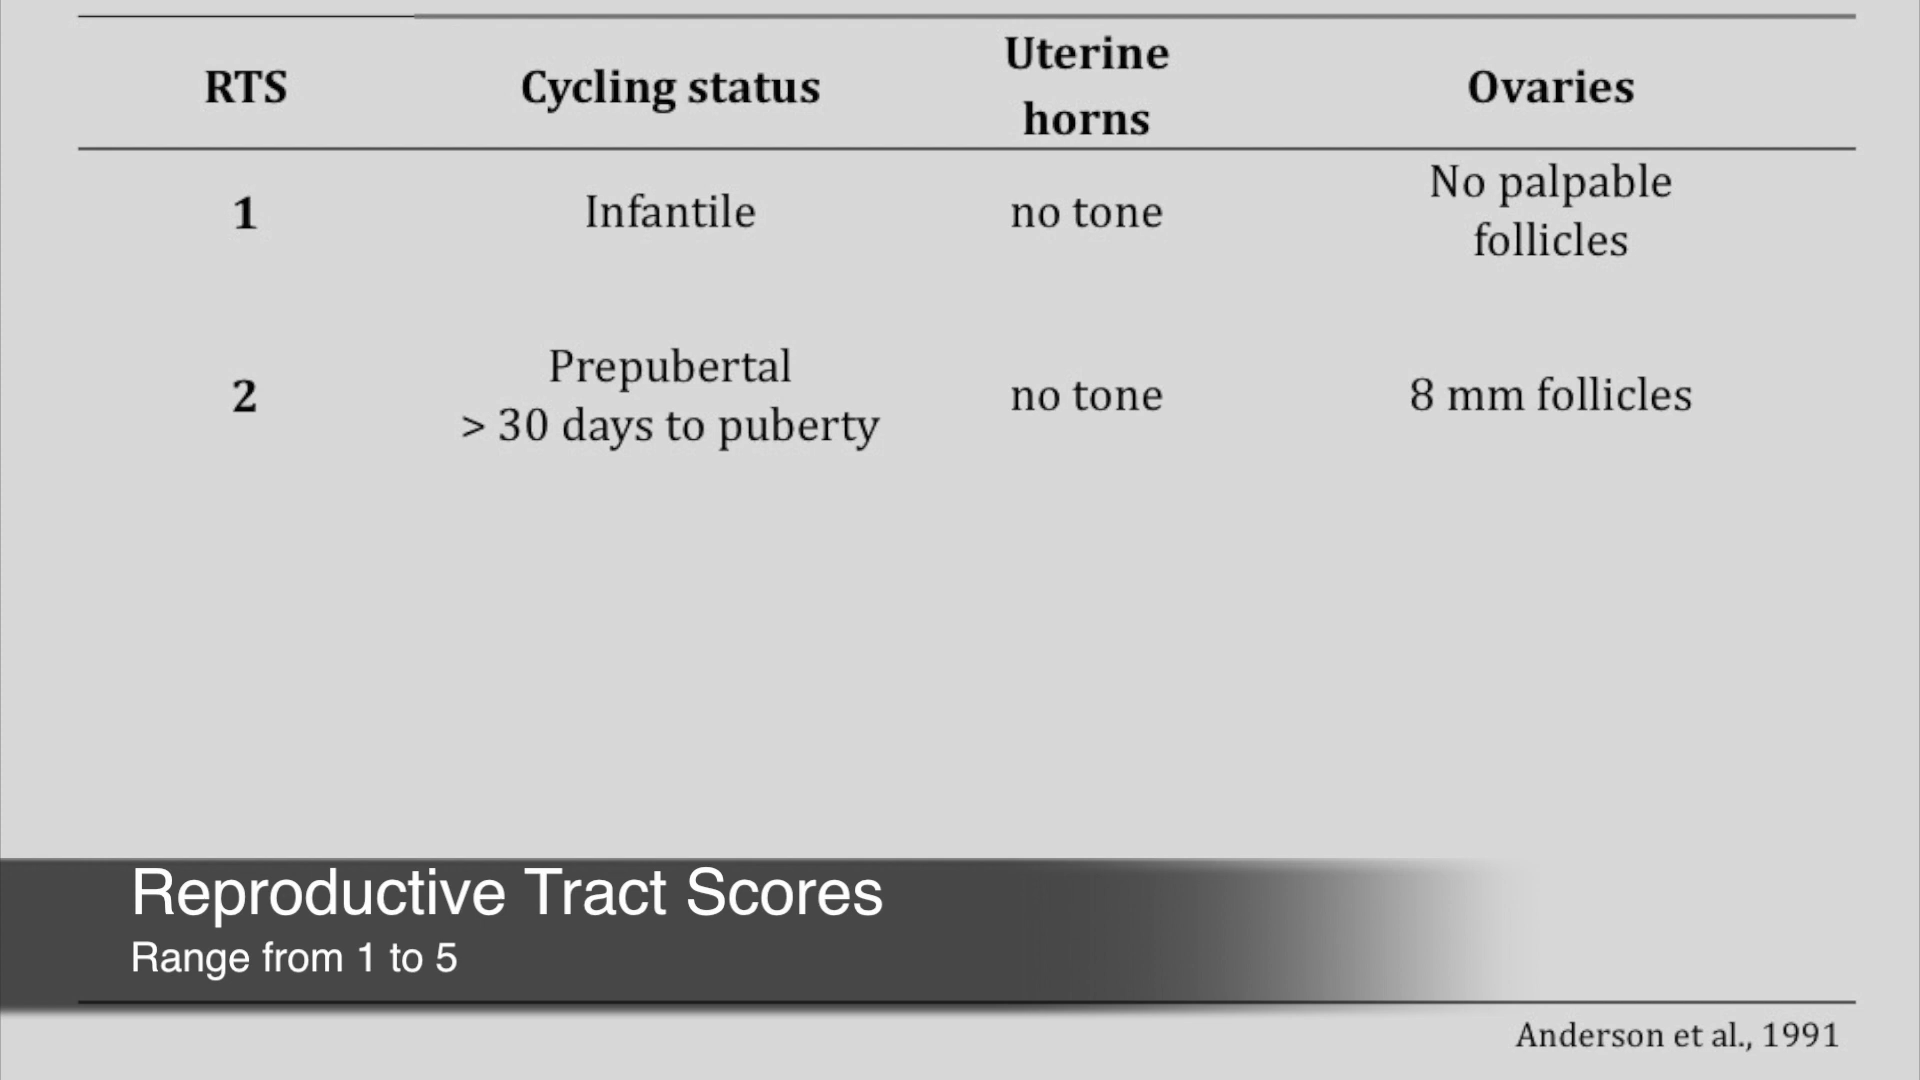 RTS Cycling status Uterine horns Ovaries
1 Infantile no tone No palpable follicles
2 Prepubertal > 30 days to puberty no tone 8 mm follicles
Reproductive Tract Scores
Range from 1 to 5
Anderson et al., 1991